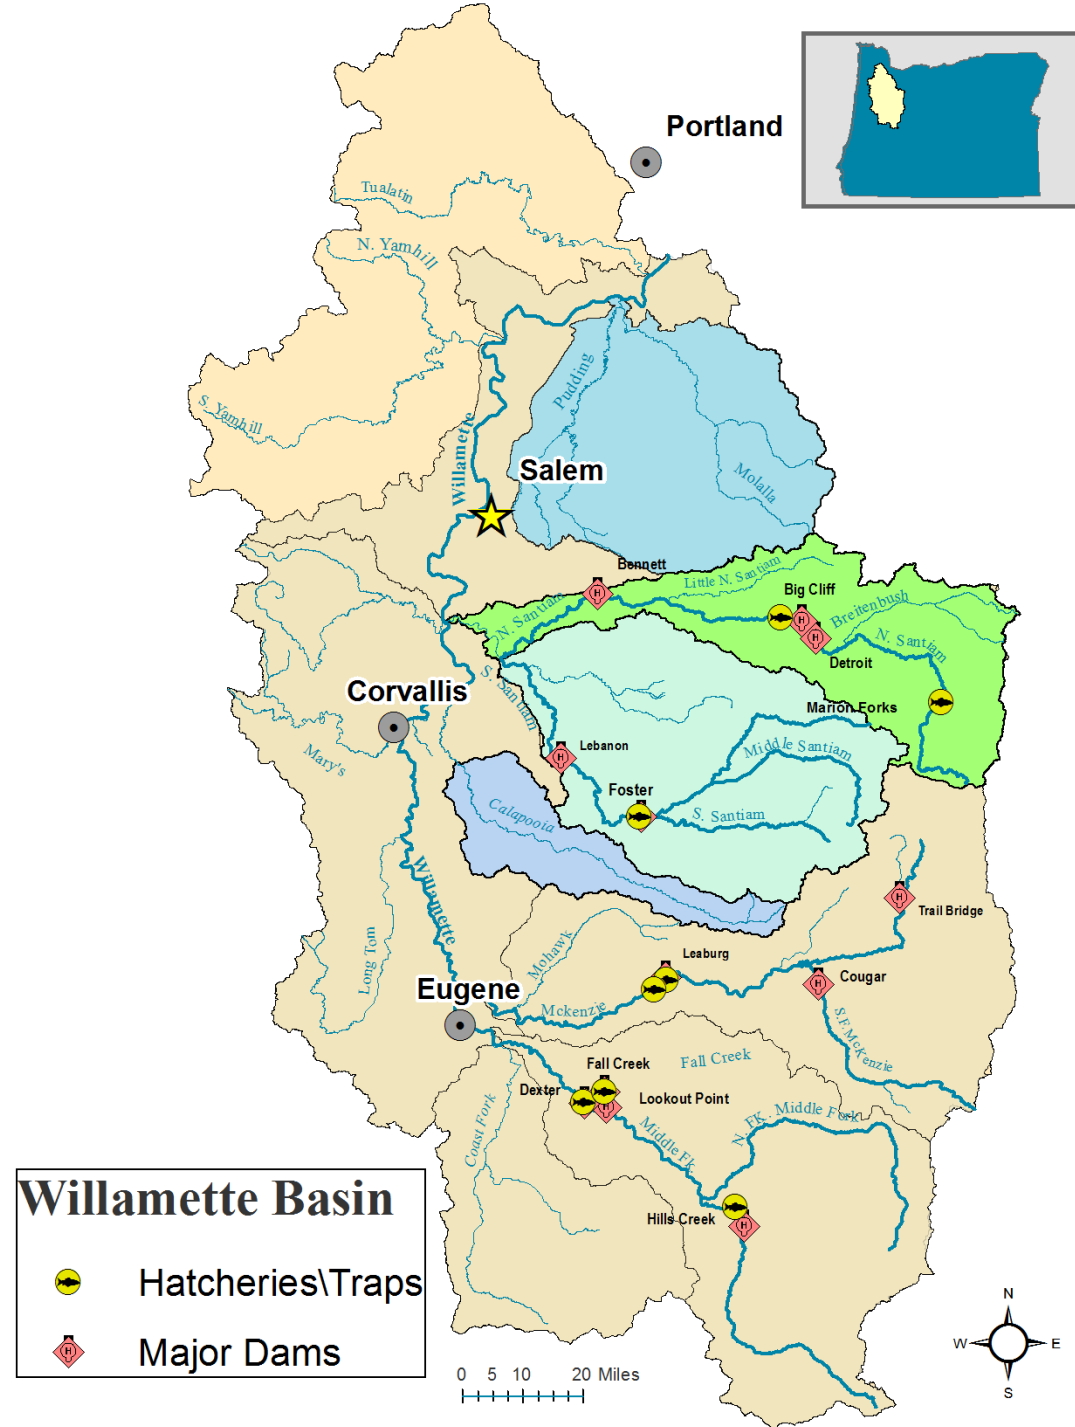 Portland
Tualatin
N. Yamhill
S. Yamhill
Willamette
Pudding
Molalla
Salem
Bennett
Little N. Santiam
Big Cliff
Breitenbush
N. Santiam
N. Santiam
Detroit
S. Santiam
Corvallis
Marion Forks
Mary's
Lebanon
Middle Santiam
Foster
S. Santiam
Calapooia
Willamette
Trail Bridge
Long Tom
Mohawk
Leaburg
Cougar
Eugene
Mckenzie
S.F. McKenzie
Fall Creek
Fall Creek
Dexter
Lookout Point
Coast Fork
Middle Fk.
N. FK. Middle Fork
Hills Creek
Willamette Basin
Hatcheries\Traps
Major Dams
0 5 10 20 Miles
N
W E
S
H
H
H
H
H
H
H
H